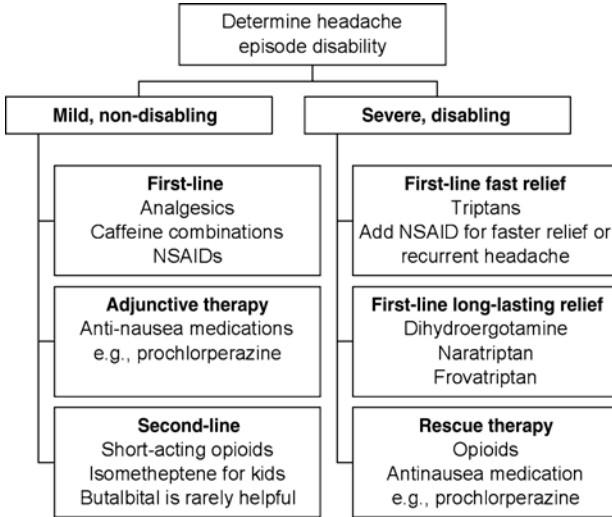 Determine headache
episode disability
Mild, non-disabling
Severe, disabling
First-line
Analgesics
Caffeine combinations
NSAIDs
Adjunctive therapy
Anti-nausea medications
e.g., prochlorperazine
Second-line
Short-acting opioids
Isometheptene for kids
Butalbital is rarely helpful
First-line fast relief
Triptans
Add NSAID for faster relief or
recurrent headache
First-line long-lasting relief
Dihydroergotamine
Naratriptan
Frovatriptan
Rescue therapy
Opioids
Antinausea medication
e.g., prochlorperazine